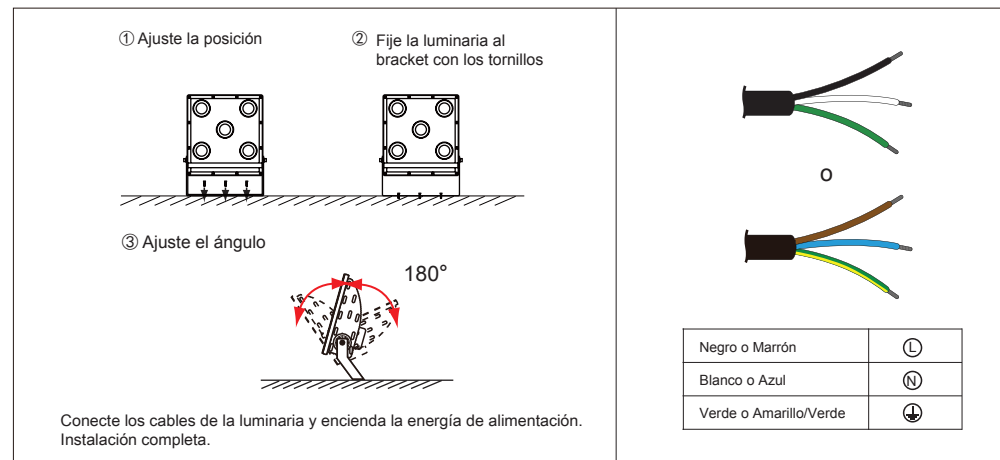 ① Ajuste la posición
② Fije la luminaria al
bracket con los tornillos
③ Ajuste el ángulo
180°
Conecte los cables de la luminaria y encienda la energía de alimentación.
Instalación completa.
o
Negro o Marrón L
Blanco o Azul N
Verde o Amarillo/Verde